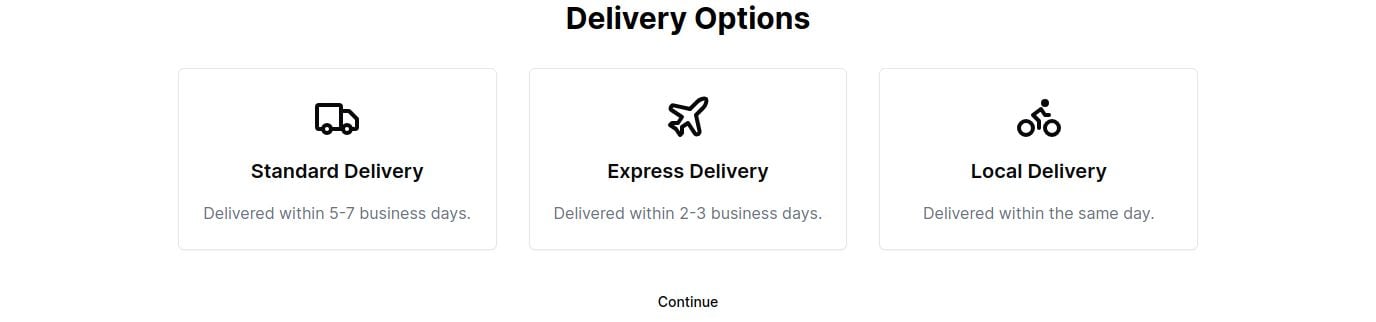 Delivery Options
Standard Delivery
Delivered within 5-7 business days.
Express Delivery
Delivered within 2-3 business days.
Local Delivery
Delivered within the same day.
Continue